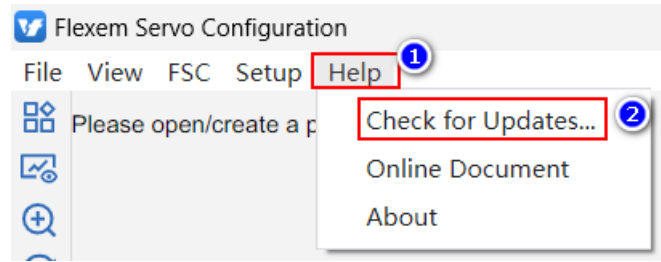 Flexem Servo Configuration
File View FSC Setup Help 1
Please open/create a p
Check for Updates... 2
Online Document
About